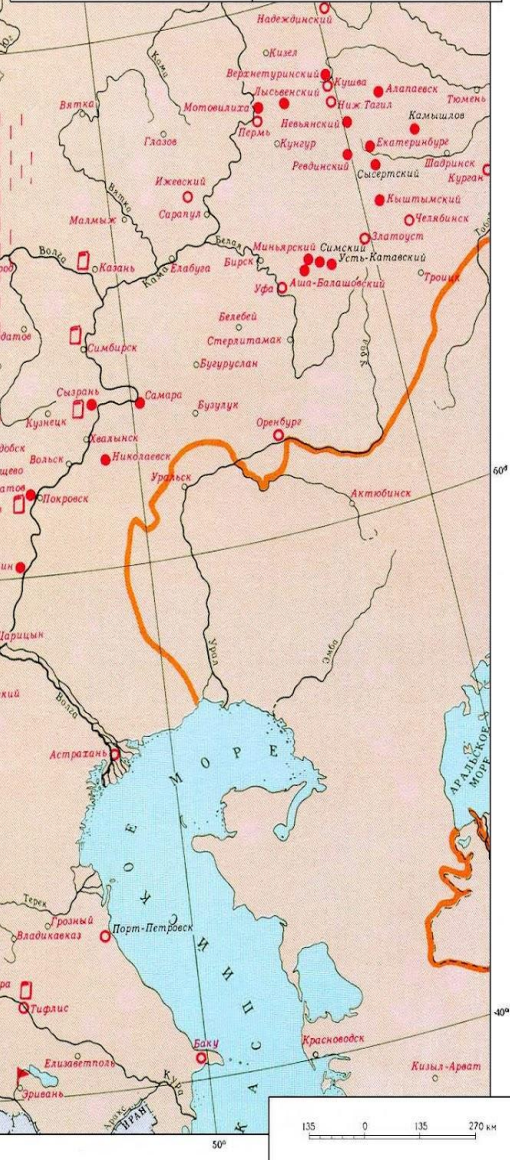 Надеждинский
Юг
Кизел
Кама
Верхнетуринский
Кушва
Лысьвенский
Алапаевск
Тюмень
Вятка
Мотовилиха
Ниж.Тагил
Камышлов
Пермь
Невьянский
Глазов
Кунгур
Екатеринбург
Ревдинский
Шадринск
Сысертский
Курган
Ижевский
Вятка
Кыштымский
Сарапул
Малмыж
Челябинск
Златоуст
Белая
Миньярский
Симский
Волга
Усть-Катавский
Казань
Кама
Елабуга
Бирск
Троицк
Уфа
Аша-Балашовский
Белебей
Симбирск
Стерлитамак
Урал
Бугуруслан
Сызрань
Самара
Кузнецк
Бузулук
Хвалынск
Оренбург
Вольск
Николаевск
60°
Уральск
Покровск
Актюбинск
Царицын
Урал
Эмба
Волга
Астрахань
АРАЛЬСКОЕ
МОРЕ
КАСПИЙСКОЕ МОРЕ
Терек
Грозный
Порт-Петровск
Владикавказ
Тифлис
40°
Баку
Красноводск
Елизаветполь
Кизыл-Арват
Кура
Эривань
Аракс
ИРАН
50°
135 0 135 270 км